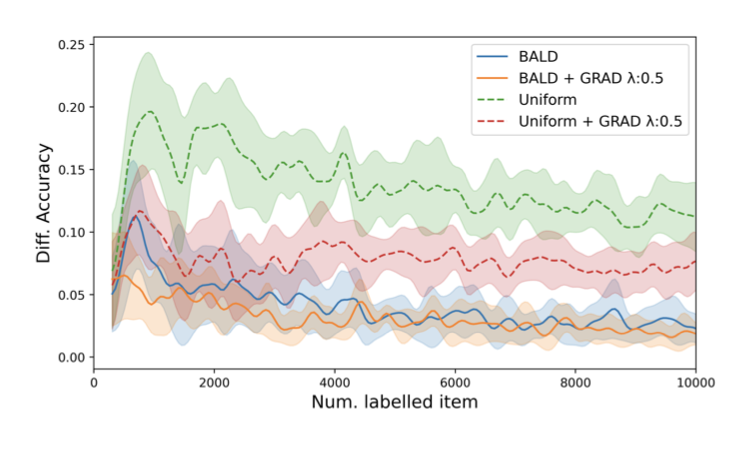 0.25
0.20
0.15
0.10
0.05
0.00
Diff. Accuracy
BALD
BALD + GRAD λ:0.5
Uniform
Uniform + GRAD λ:0.5
0 2000 4000 6000 8000 10000
Num. labelled item